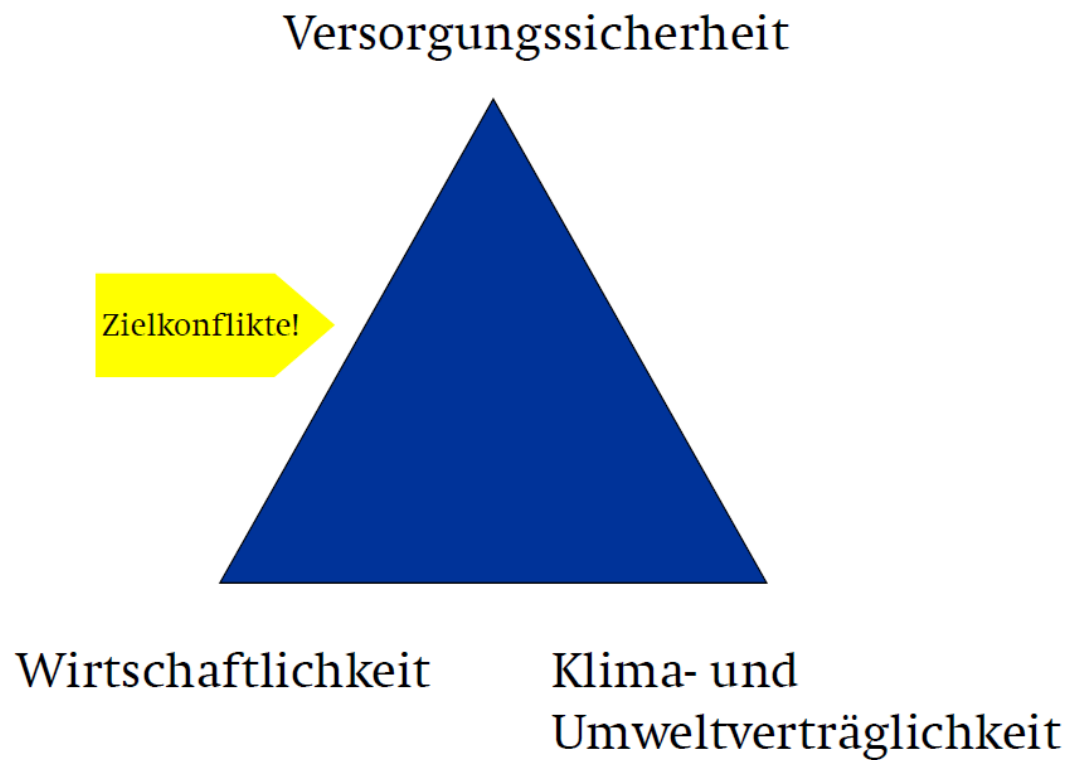 Versorgungssicherheit
Zielkonflikte!
Wirtschaftlichkeit
Klima- und
Umweltverträglichkeit